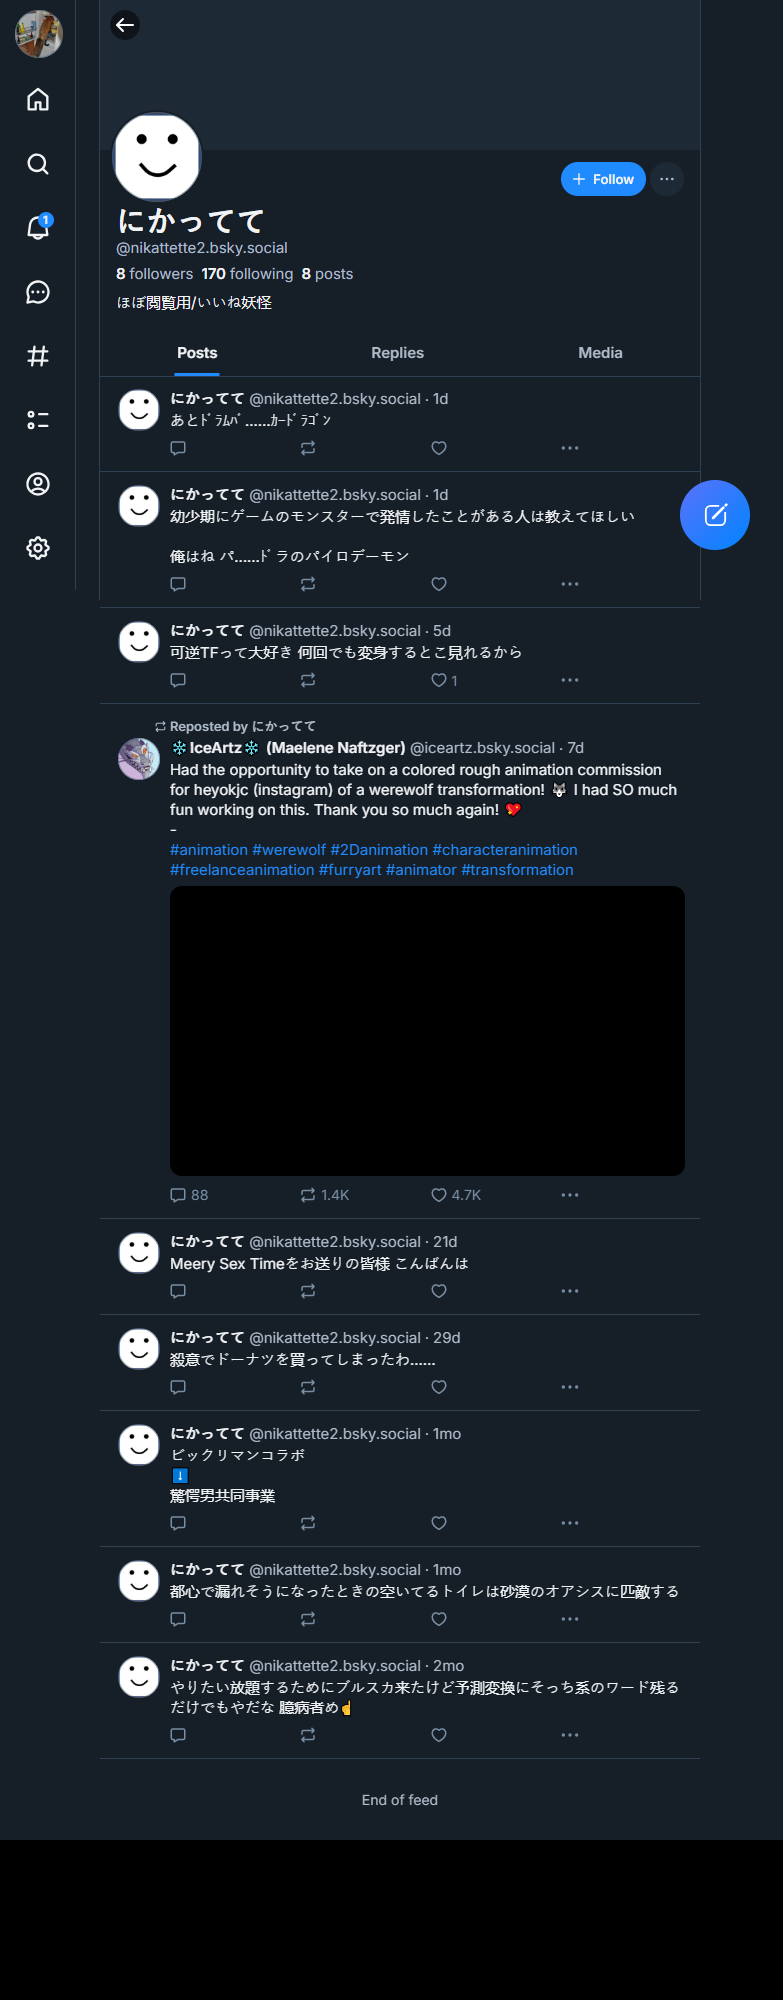 1
+ Follow
にかってて
@nikattette2.bsky.social
8 followers 170 following 8 posts
ほぼ閲覧用/いいね妖怪
Posts Replies Media
にかってて @nikattette2.bsky.social · 1d
あとﾄﾞﾗﾑﾊﾞ……ｶｰﾄﾞﾗｺﾞﾝ
にかってて @nikattette2.bsky.social · 1d
幼少期にゲームのモンスターで発情したことがある人は教えてほしい
俺はね パ……ドラのパイロデーモン
にかってて @nikattette2.bsky.social · 5d
可逆TFって大好き 何回でも変身するとこ見れるから
1
Reposted by にかってて
❄️IceArtz❄️ (Maelene Naftzger) @iceartz.bsky.social · 7d
Had the opportunity to take on a colored rough animation commission
for heyokjc (instagram) of a werewolf transformation! 🐺 I had SO much
fun working on this. Thank you so much again! 💖
-
#animation #werewolf #2Danimation #characteranimation
#freelanceanimation #furryart #animator #transformation
88 1.4K 4.7K
にかってて @nikattette2.bsky.social · 21d
Meery Sex Timeをお送りの皆様 こんばんは
にかってて @nikattette2.bsky.social · 29d
殺意でドーナツを買ってしまったわ……
にかってて @nikattette2.bsky.social · 1mo
ビックリマンコラボ
⬇️
驚愕男共同事業
にかってて @nikattette2.bsky.social · 1mo
都心で漏れそうになったときの空いてるトイレは砂漠のオアシスに匹敵する
にかってて @nikattette2.bsky.social · 2mo
やりたい放題するためにブルスカ来たけど予測変換にそっち系のワード残る
だけでもやだな 臆病者め☝️
End of feed